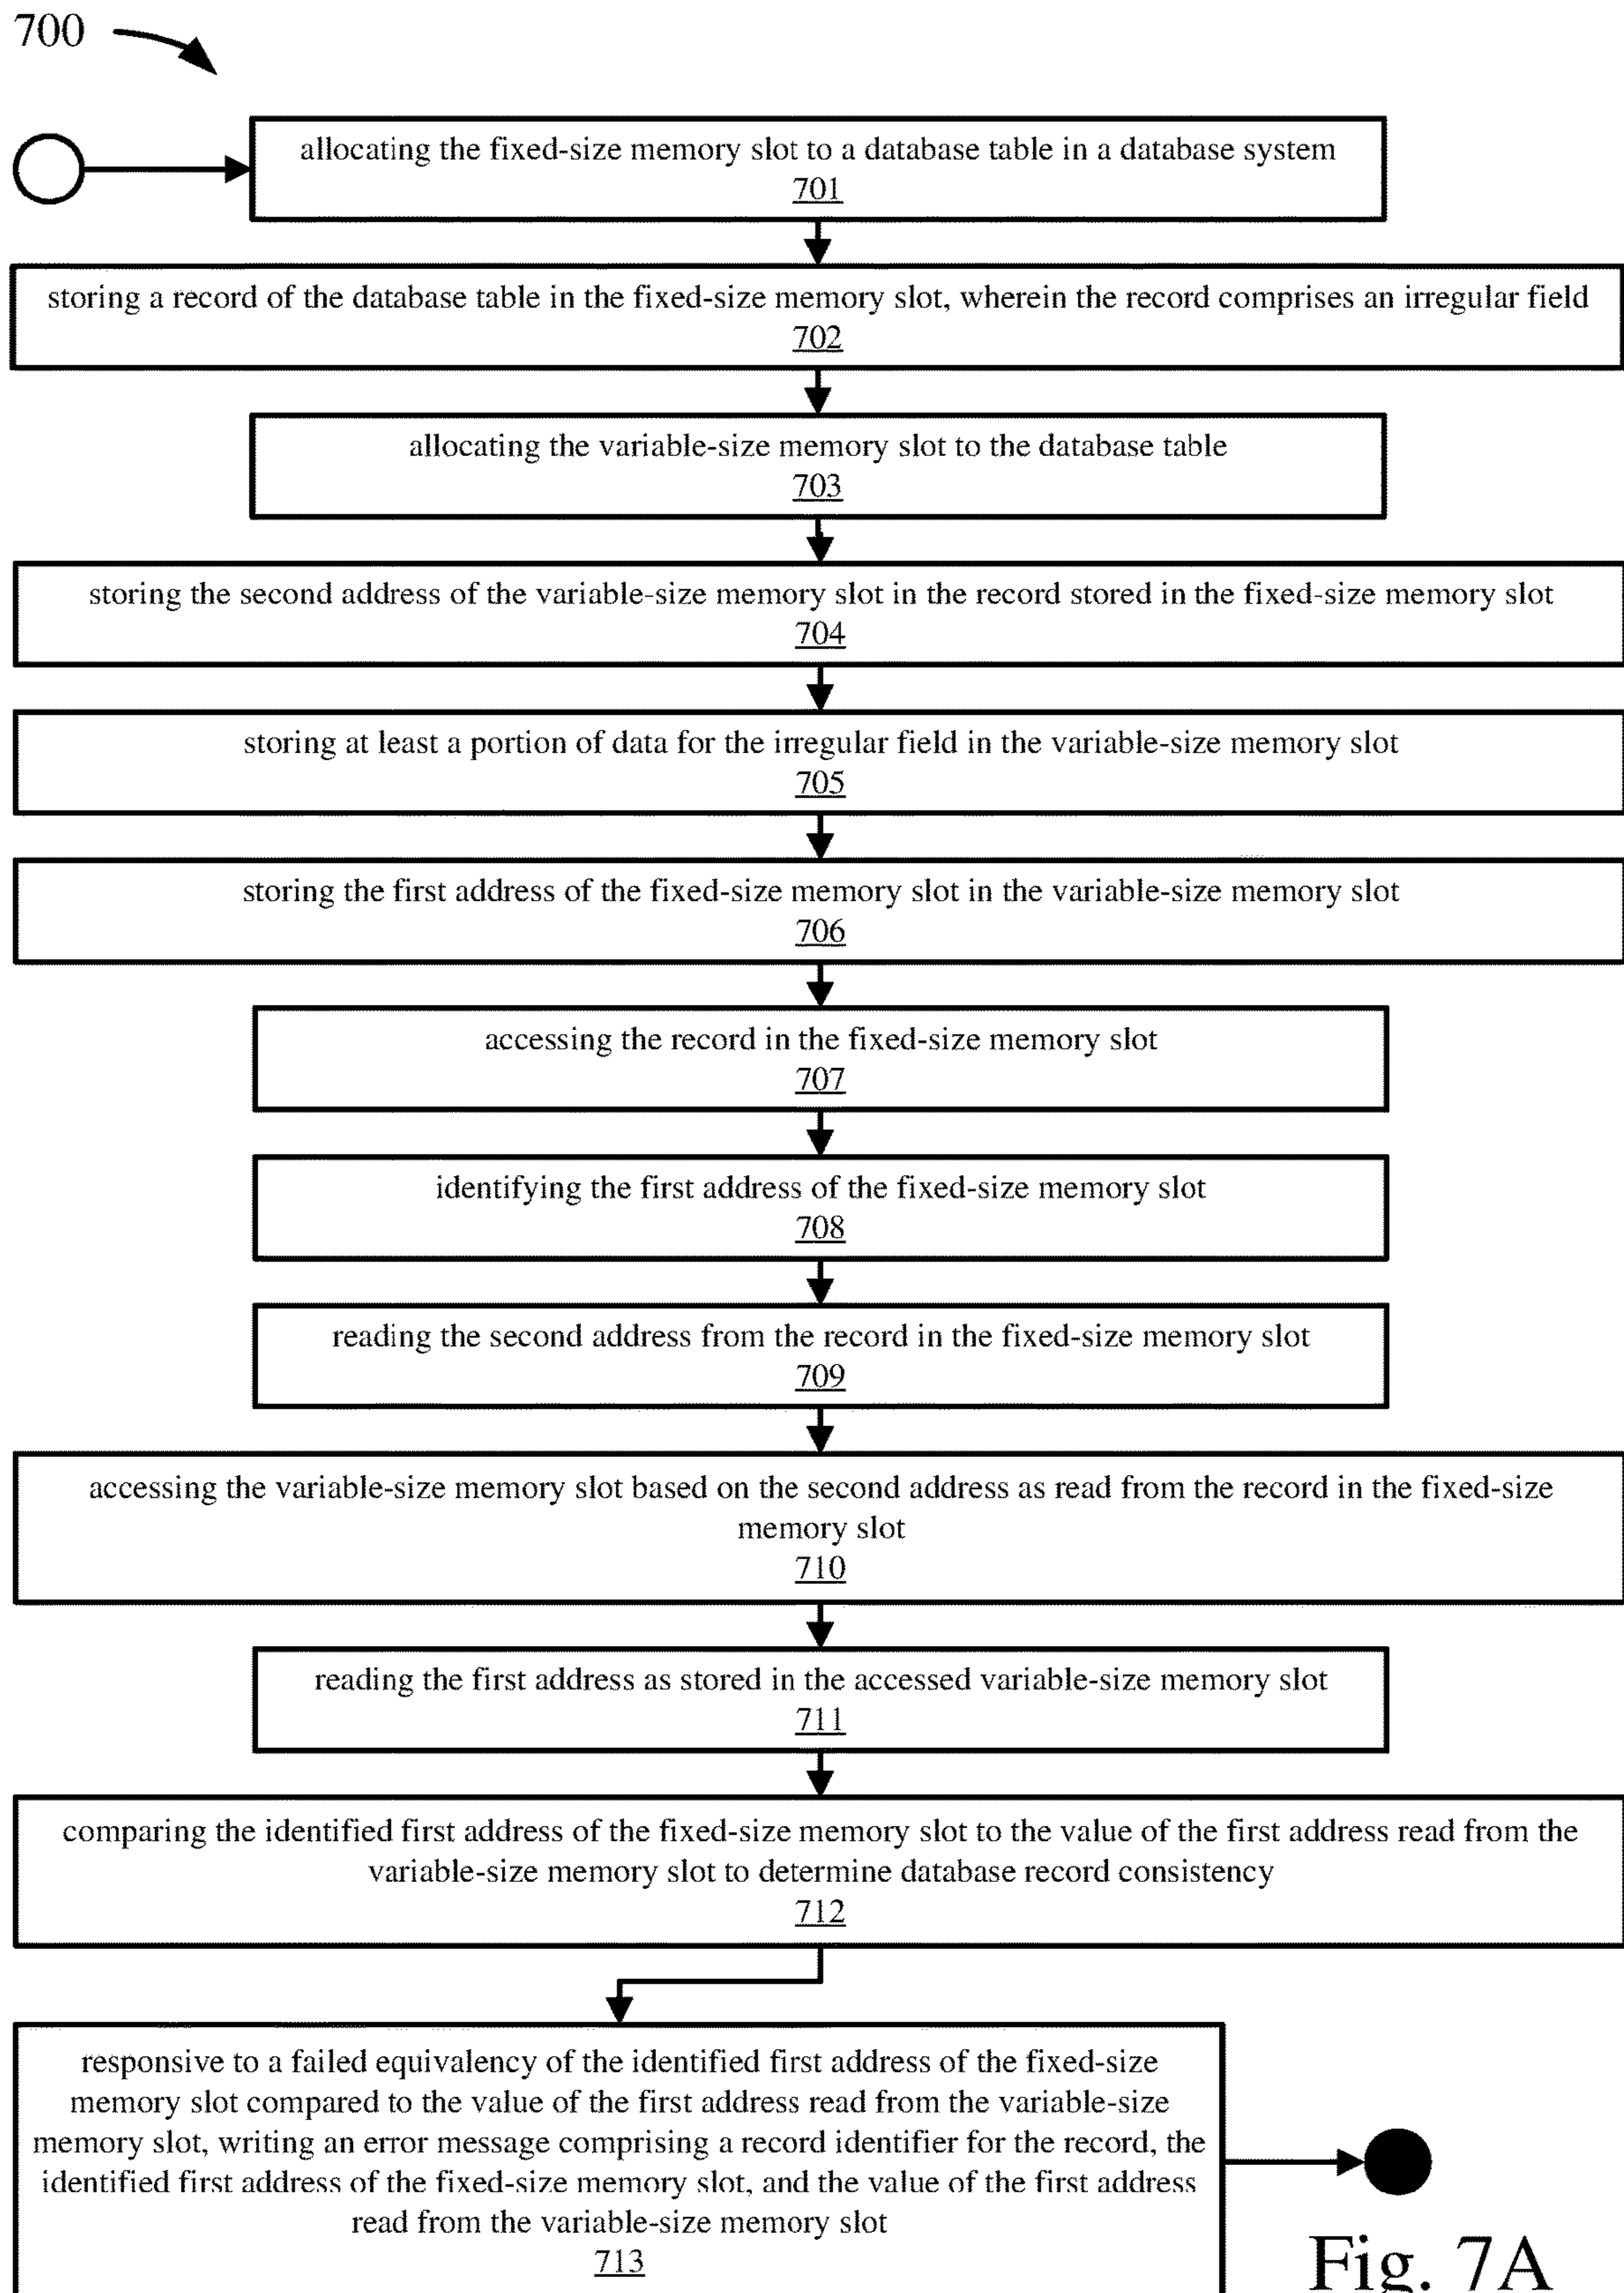 700
allocating the fixed-size memory slot to a database table in a database system
701
storing a record of the database table in the fixed-size memory slot, wherein the record comprises an irregular field
702
allocating the variable-size memory slot to the database table
703
storing the second address of the variable-size memory slot in the record stored in the fixed-size memory slot
704
storing at least a portion of data for the irregular field in the variable-size memory slot
705
storing the first address of the fixed-size memory slot in the variable-size memory slot
706
accessing the record in the fixed-size memory slot
707
identifying the first address of the fixed-size memory slot
708
reading the second address from the record in the fixed-size memory slot
709
accessing the variable-size memory slot based on the second address as read from the record in the fixed-size
memory slot
710
reading the first address as stored in the accessed variable-size memory slot
711
comparing the identified first address of the fixed-size memory slot to the value of the first address read from the
variable-size memory slot to determine database record consistency
712
responsive to a failed equivalency of the identified first address of the fixed-size
memory slot compared to the value of the first address read from the variable-size
memory slot, writing an error message comprising a record identifier for the record, the
identified first address of the fixed-size memory slot, and the value of the first address
read from the variable-size memory slot
713
Fig. 7A